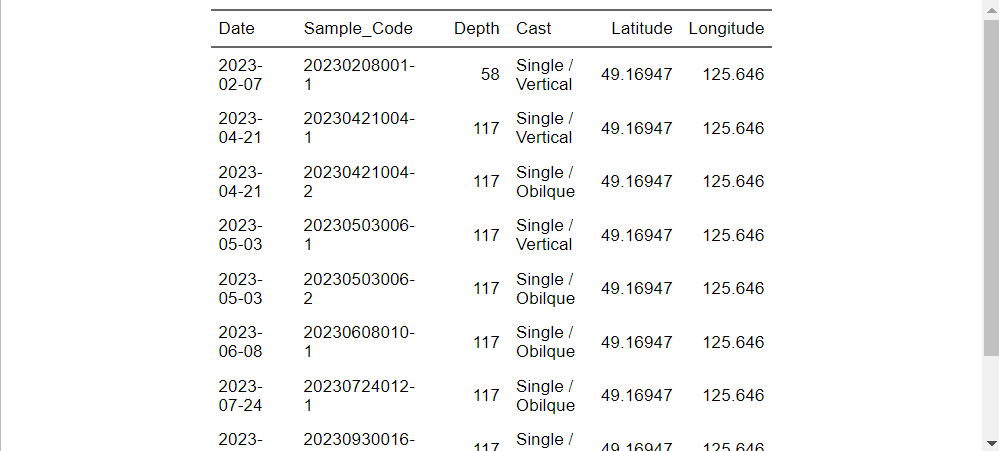 Date Sample_Code Depth Cast Latitude Longitude
2023- 20230208001- Single /
58 49.16947 125.646
02-07 1 Vertical
2023- 20230421004- Single /
117 49.16947 125.646
04-21 1 Vertical
2023- 20230421004- Single /
117 49.16947 125.646
04-21 2 Obilque
2023- 20230503006- Single /
117 49.16947 125.646
05-03 1 Vertical
2023- 20230503006- Single /
117 49.16947 125.646
05-03 2 Obilque
2023- 20230608010- Single /
117 49.16947 125.646
06-08 1 Obilque
2023- 20230724012- Single /
117 49.16947 125.646
07-24 1 Obilque
2023- 20230930016- Single /
117 49.16947 125.646